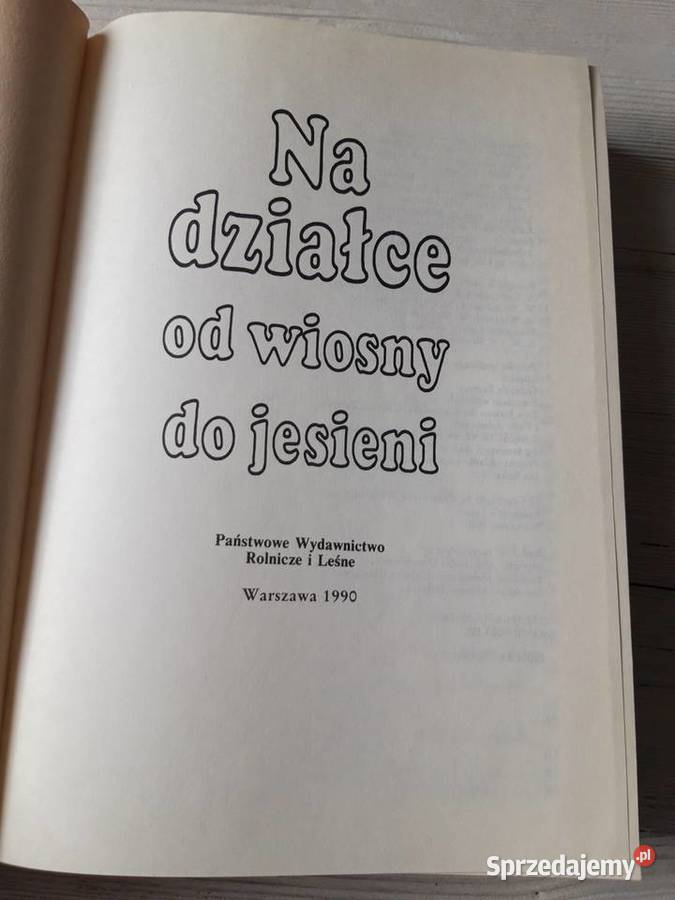 Na
działce
od wiosny
do jesieni
Państwowe Wydawnictwo
Rolnicze i Leśne
Warszawa 1990
Sprzedajemy.pl